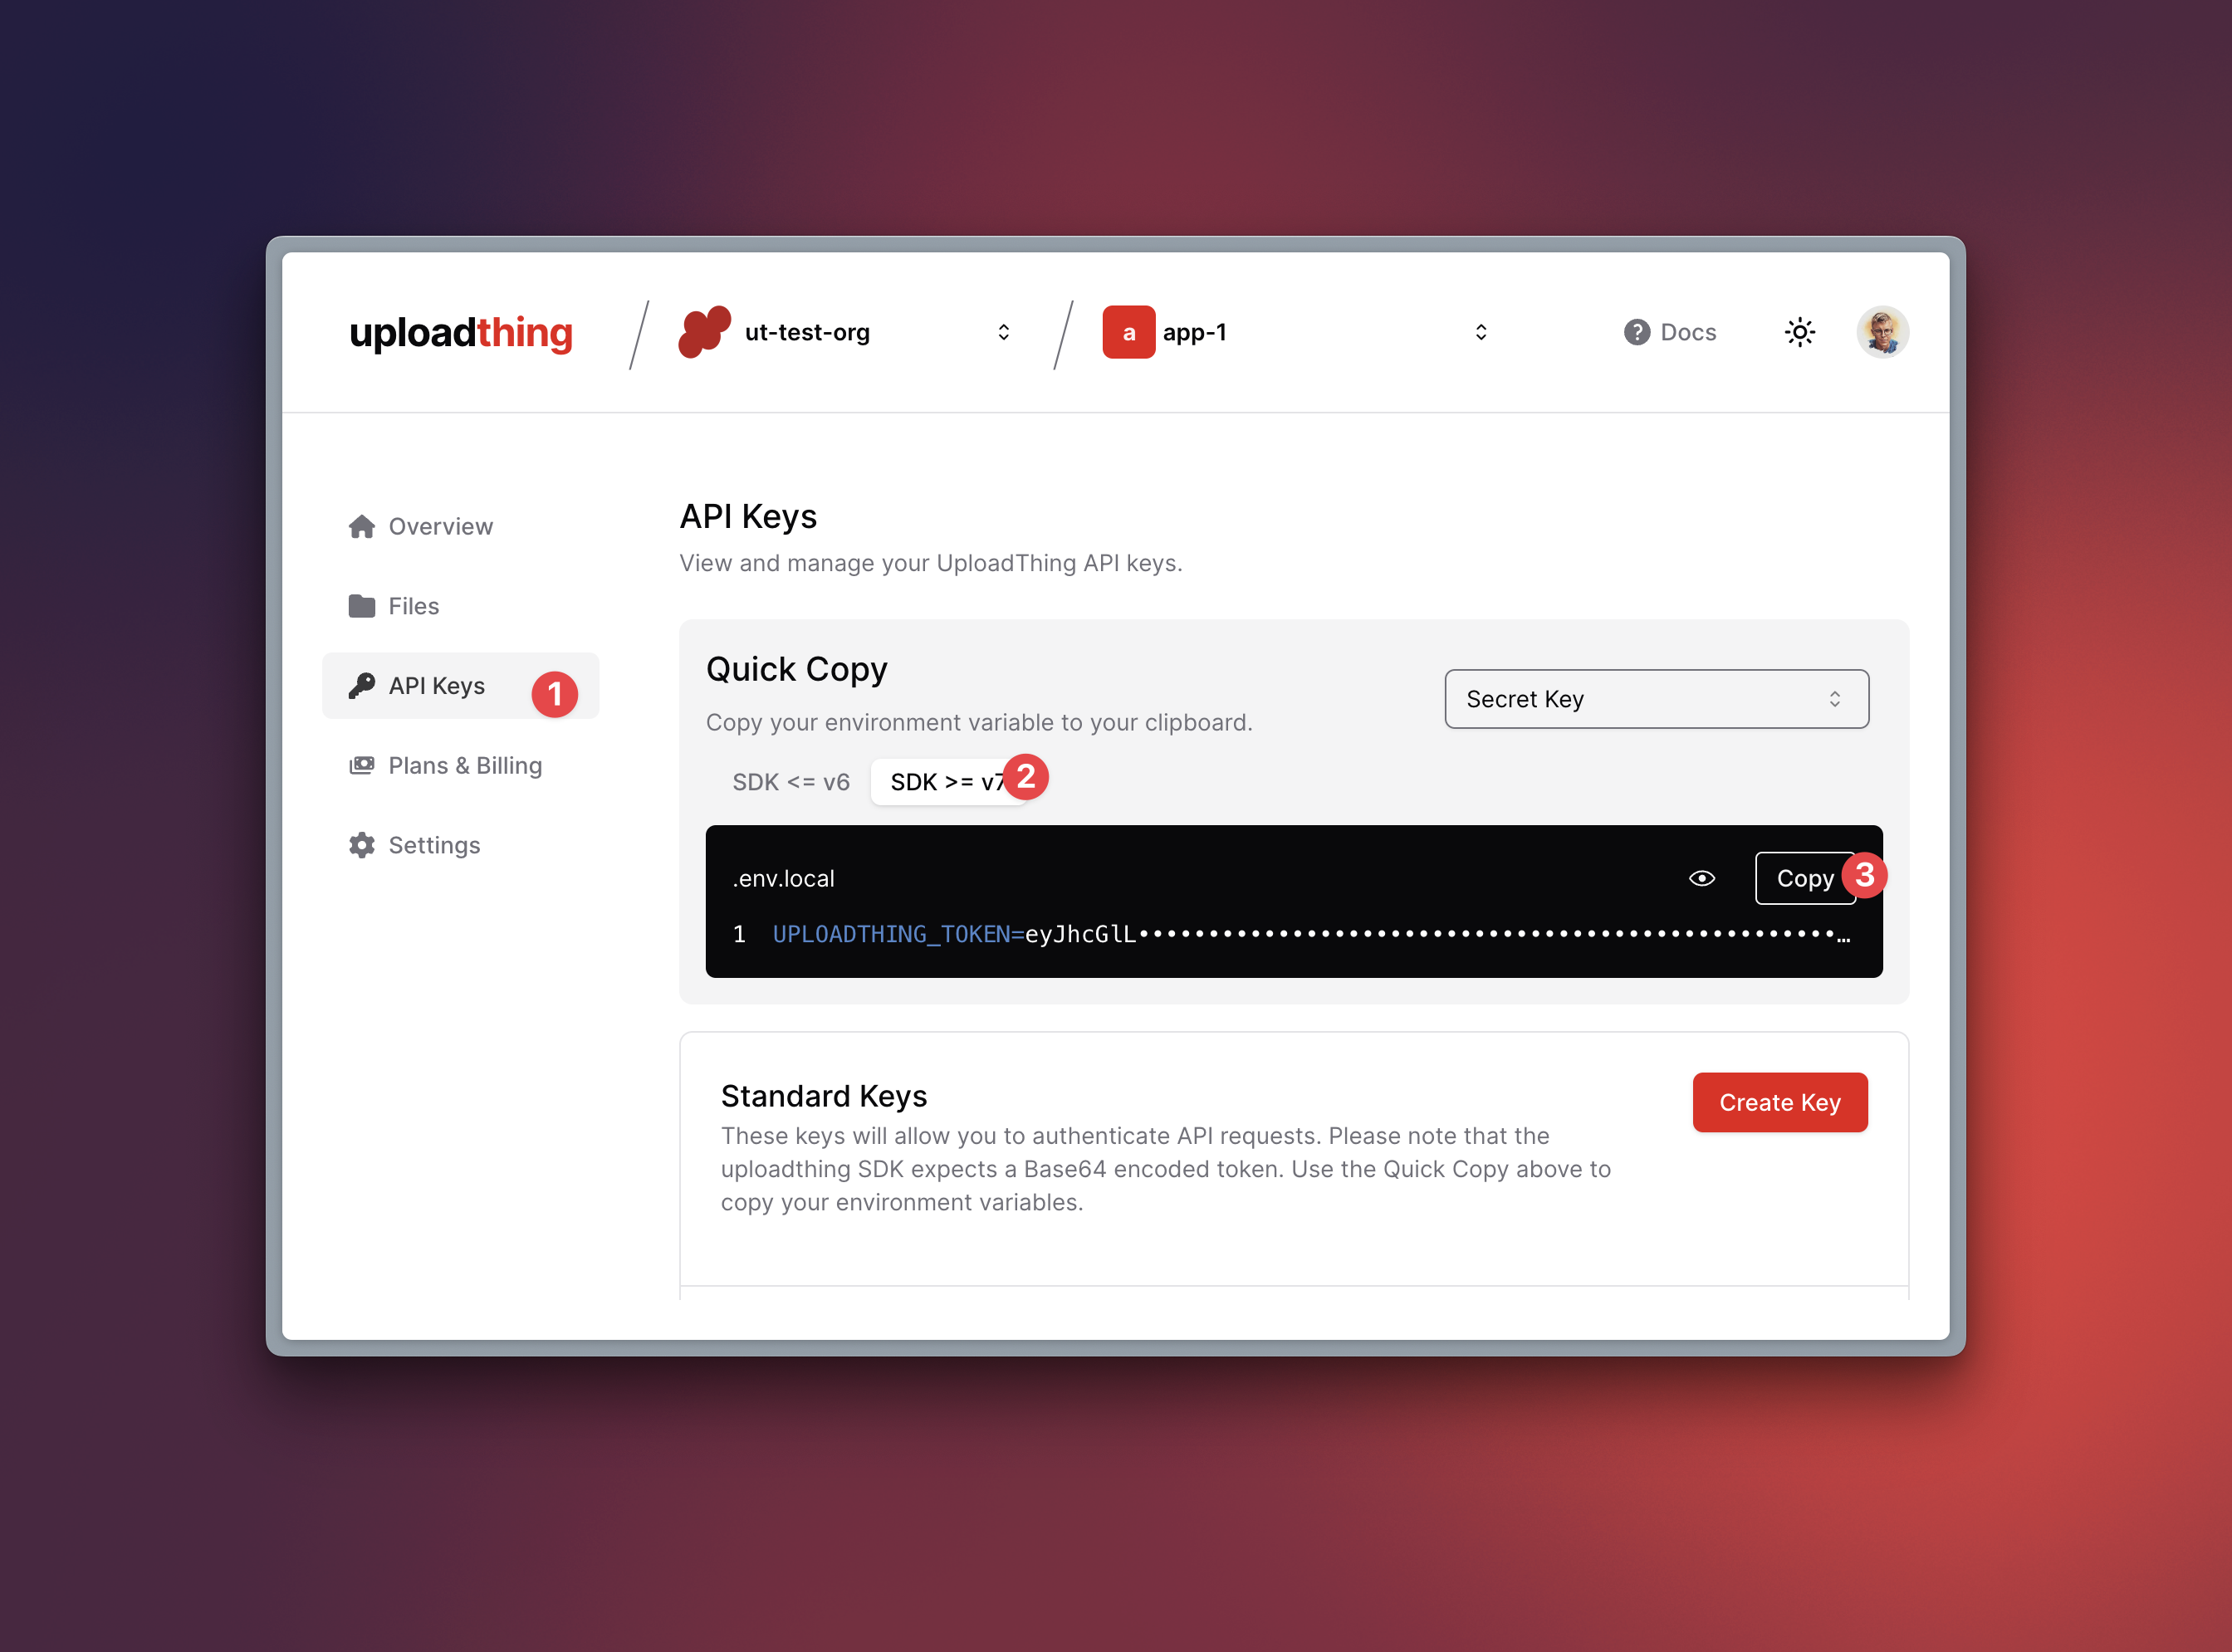 uploadthing
ut-test-org
a app-1
? Docs
Overview
Files
API Keys 1
Plans & Billing
Settings
API Keys
View and manage your UploadThing API keys.
Quick Copy
Copy your environment variable to your clipboard.
Secret Key
SDK <= v6 SDK >= v7 2
.env.local
Copy 3
1 UPLOADTHING_TOKEN=eyJhcGlL••••••••••••••••••••••••••••••••••••••••••••••••••…
Standard Keys
Create Key
These keys will allow you to authenticate API requests. Please note that the
uploadthing SDK expects a Base64 encoded token. Use the Quick Copy above to
copy your environment variables.